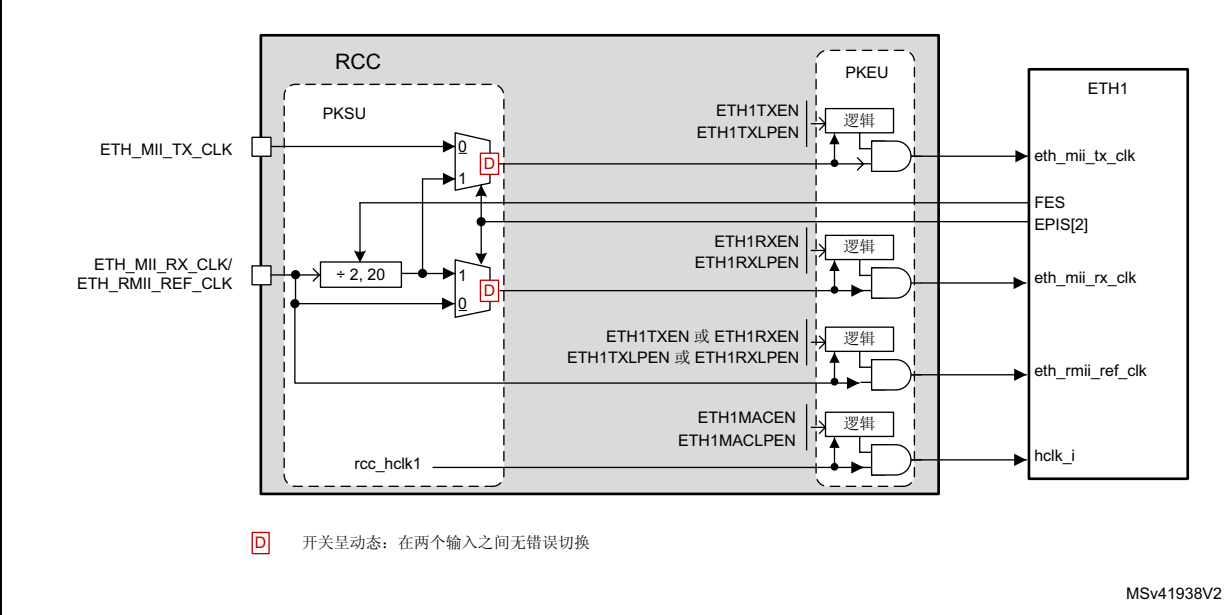 RCC
PKSU
PKEU
ETH1
ETH_MII_TX_CLK
0
1
D
ETH1TXEN
ETH1TXLPEN
逻辑
eth_mii_tx_clk
FES
EPIS[2]
ETH_MII_RX_CLK/
ETH_RMII_REF_CLK
÷ 2, 20
1
0
D
ETH1RXEN
ETH1RXLPEN
逻辑
eth_mii_rx_clk
ETH1TXEN 或 ETH1RXEN
ETH1TXLPEN 或 ETH1RXLPEN
逻辑
eth_rmii_ref_clk
ETH1MACEN
ETH1MACLPEN
逻辑
rcc_hclk1
hclk_i
D 开关呈动态：在两个输入之间无错误切换
MSv41938V2